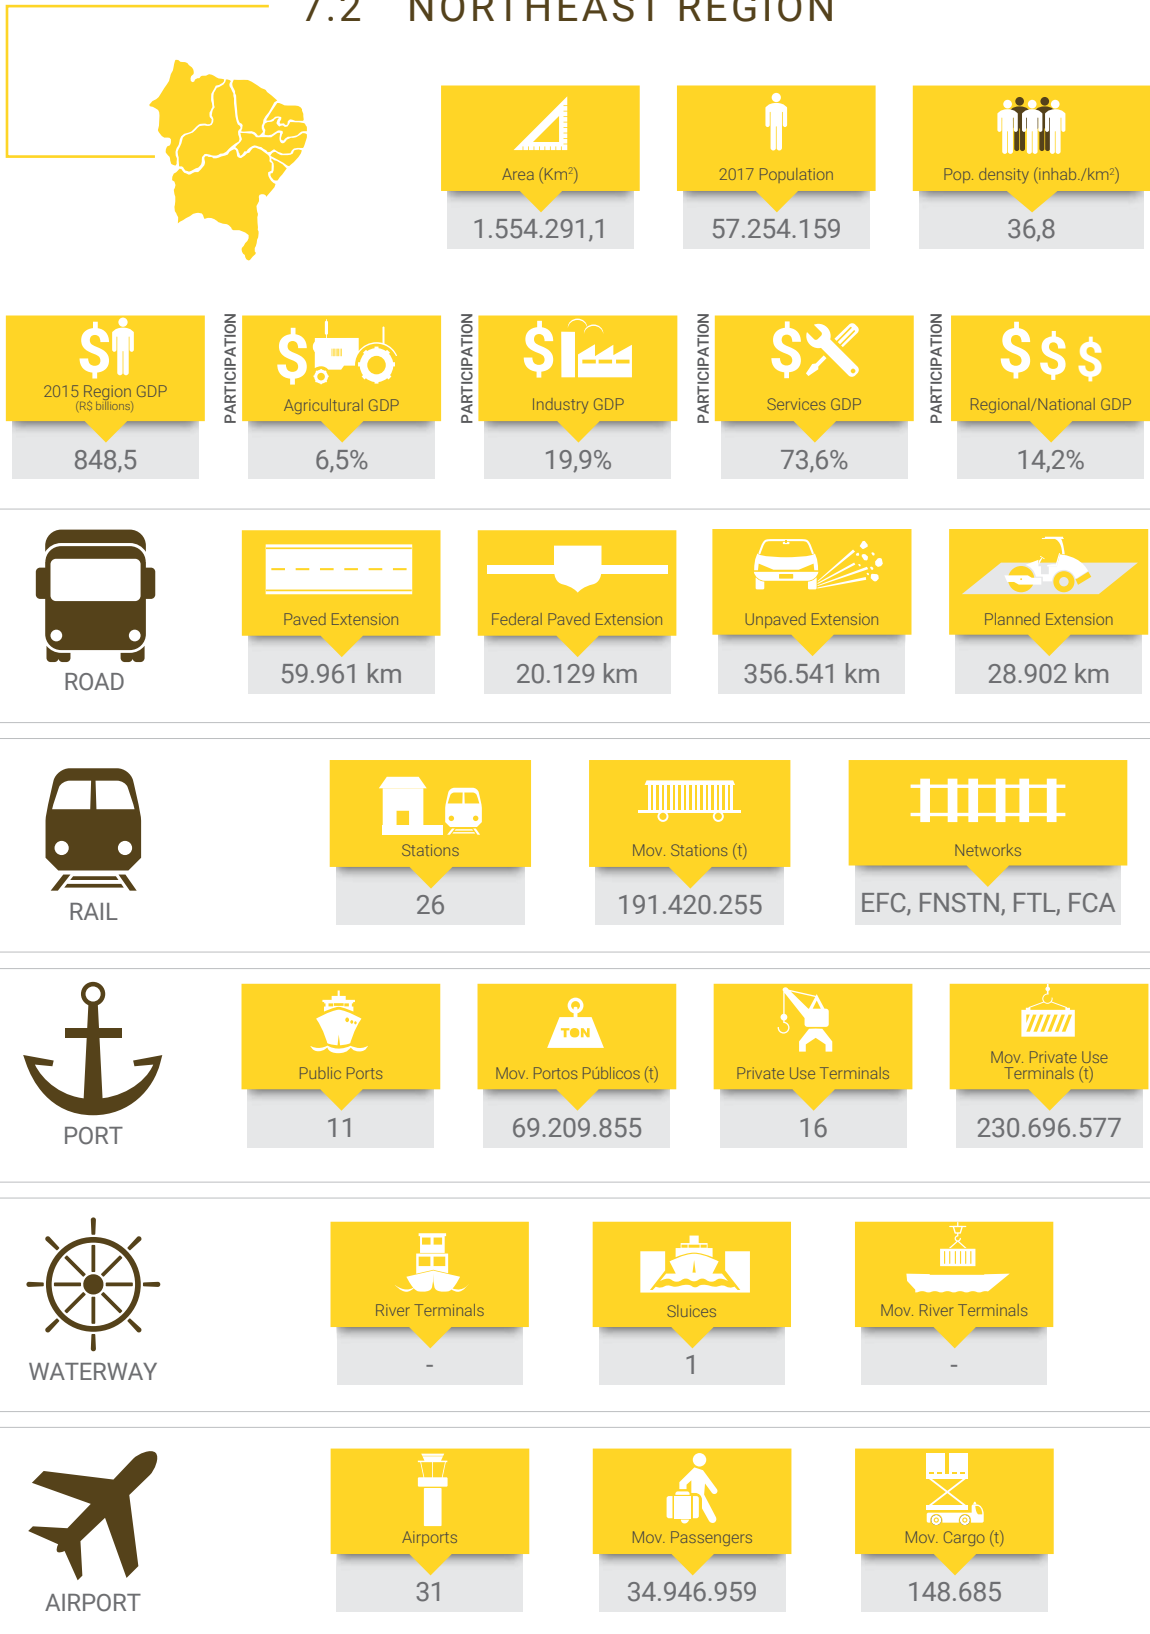 7.2 NORTHEAST REGION
Area (Km²)
1.554.291,1
2017 Population
57.254.159
Pop. density (inhab./km²)
36,8
2015 Region GDP
(R$ billions)
848,5
PARTICIPATION
Agricultural GDP
6,5%
PARTICIPATION
Industry GDP
19,9%
PARTICIPATION
Services GDP
73,6%
PARTICIPATION
Regional/National GDP
14,2%
ROAD
Paved Extension
59.961 km
Federal Paved Extension
20.129 km
Unpaved Extension
356.541 km
Planned Extension
28.902 km
RAIL
Stations
26
Mov. Stations (t)
191.420.255
Networks
EFC, FNSTN, FTL, FCA
PORT
Public Ports
11
TON
Mov. Portos Públicos (t)
69.209.855
Private Use Terminals
16
Mov. Private Use
Terminals (t)
230.696.577
WATERWAY
River Terminals
-
Sluices
1
Mov. River Terminals
-
AIRPORT
Airports
31
Mov. Passengers
34.946.959
Mov. Cargo (t)
148.685